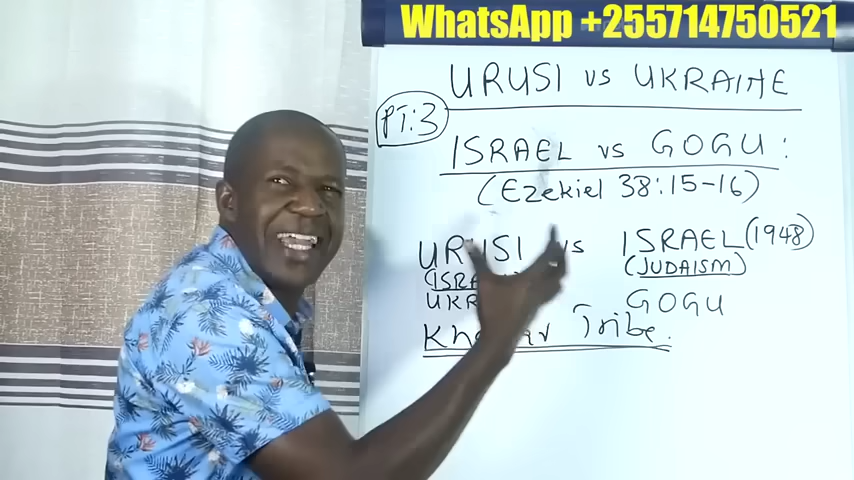 WhatsApp +255714750521
URUSI vs UKRAINE
PT:3
ISRAEL vs GOGU:
(Ezekiel 38:15-16)
URUSI vs ISRAEL (1948)
(JUDAISM)
GOGU
Tribe.